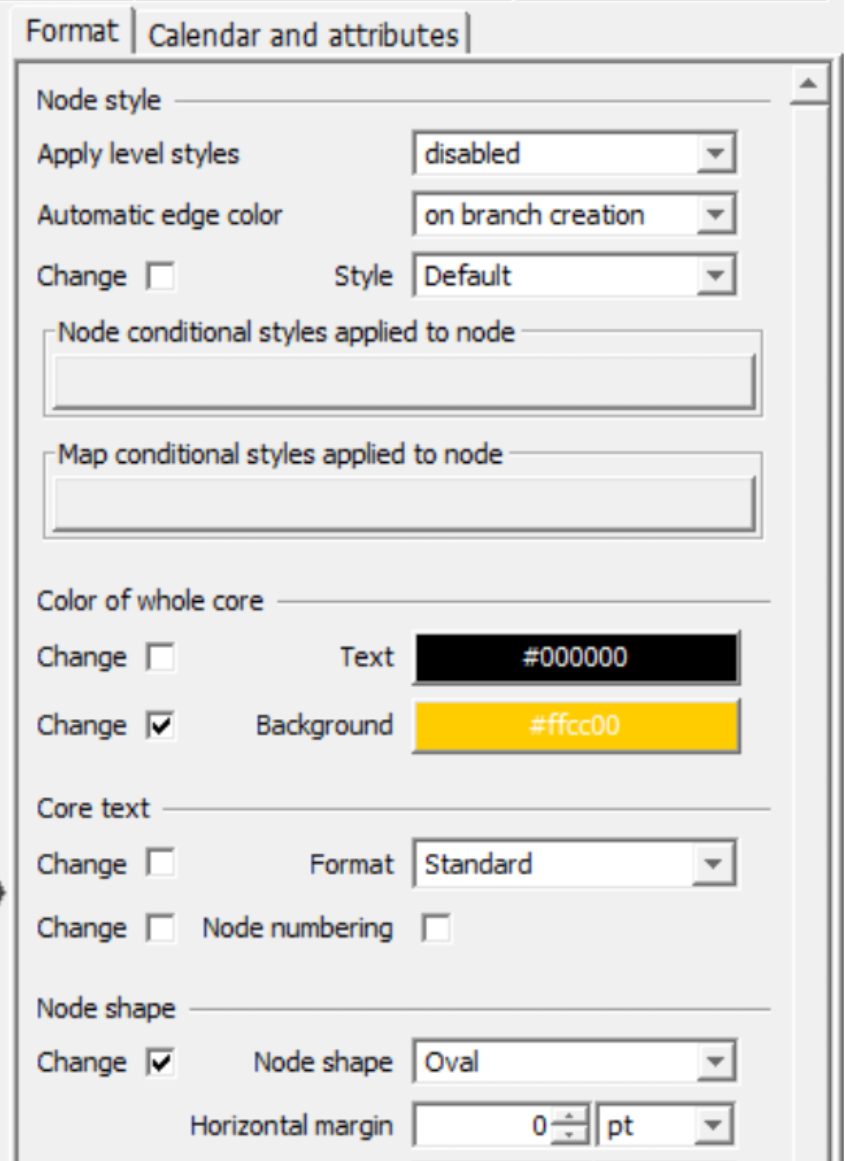 Format Calendar and attributes
Node style
Apply level styles disabled
Automatic edge color on branch creation
Change Style Default
Node conditional styles applied to node
Map conditional styles applied to node
Color of whole core
Change Text #000000
Change Background #ffcc00
Core text
Change Format Standard
Change Node numbering
Node shape
Change Node shape Oval
Horizontal margin 0 pt